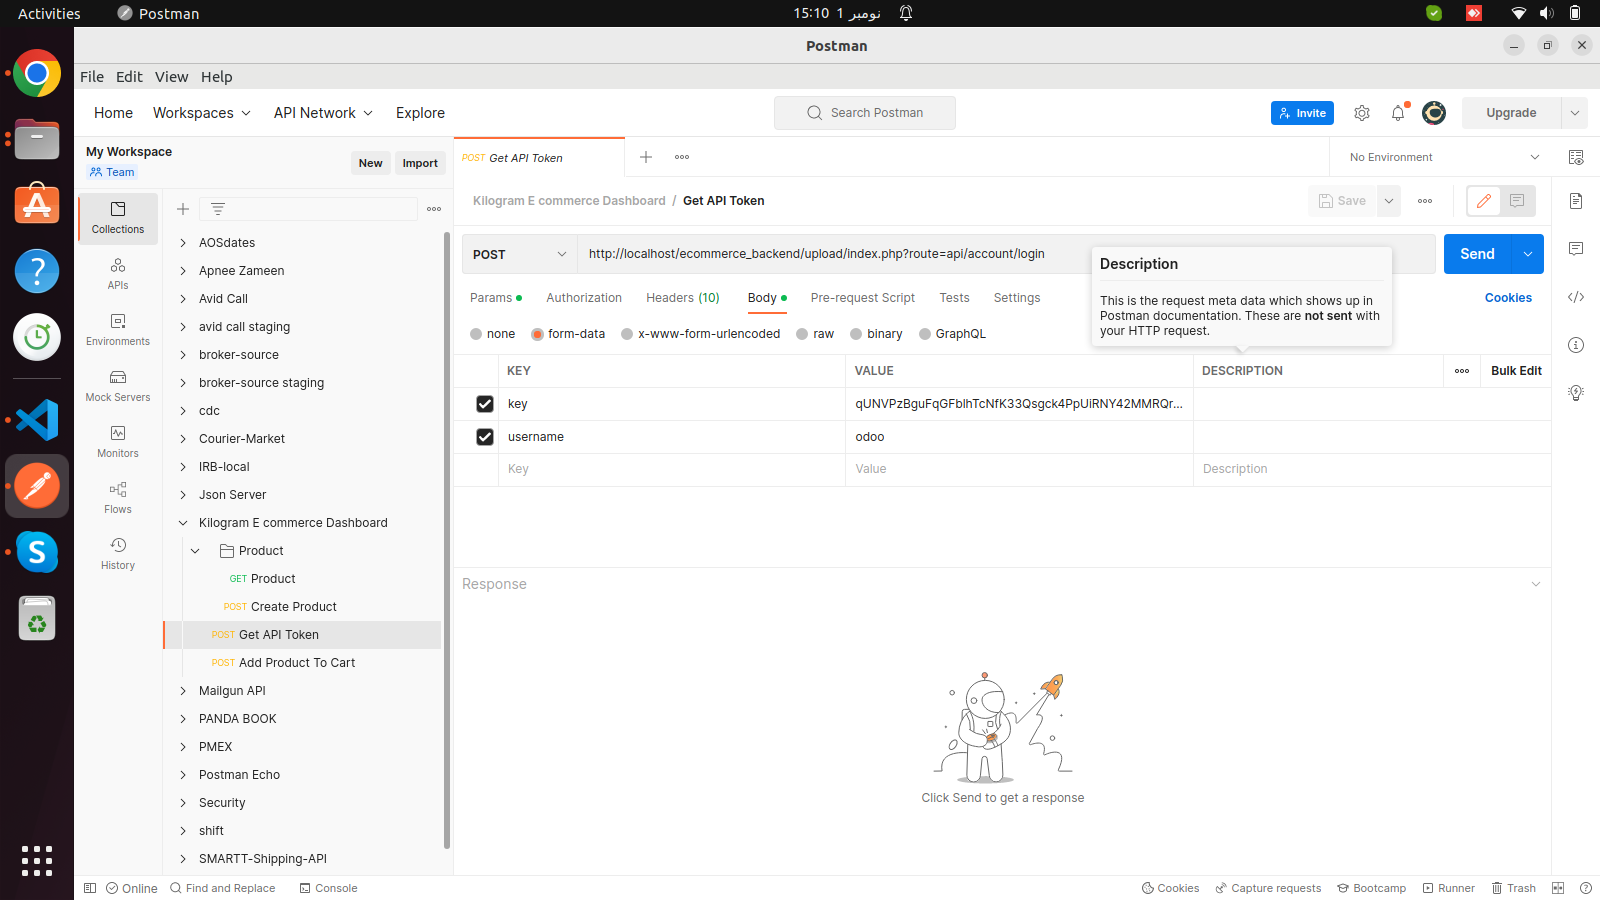 Activities
Postman
15:10 1 نومبر
Postman
File Edit View Help
Home
Workspaces
API Network
Explore
Search Postman
Invite
Upgrade
My Workspace
Team
New
Import
POST Get API Token
No Environment
Kilogram E commerce Dashboard / Get API Token
Save
Collections
APIs
Environments
Mock Servers
Monitors
Flows
History
AOSdates
Apnee Zameen
Avid Call
avid call staging
broker-source
broker-source staging
cdc
Courier-Market
IRB-local
Json Server
Kilogram E commerce Dashboard
Product
GET Product
POST Create Product
POST Get API Token
POST Add Product To Cart
Mailgun API
PANDA BOOK
PMEX
Postman Echo
Security
shift
SMARTT-Shipping-API
POST
http://localhost/ecommerce_backend/upload/index.php?route=api/account/login
Send
Params
Authorization
Headers (10)
Body
Pre-request Script
Tests
Settings
Cookies
Description
This is the request meta data which shows up in
Postman documentation. These are not sent with
your HTTP request.
none
form-data
x-www-form-urlencoded
raw
binary
GraphQL
KEY VALUE DESCRIPTION
Bulk Edit
key qUNVPzBguFqGFblhTcNfK33Qsgck4PpUiRNY42MMRQr...
username odoo
Key Value Description
Response
Click Send to get a response
Online
Find and Replace
Console
Cookies
Capture requests
Bootcamp
Runner
Trash